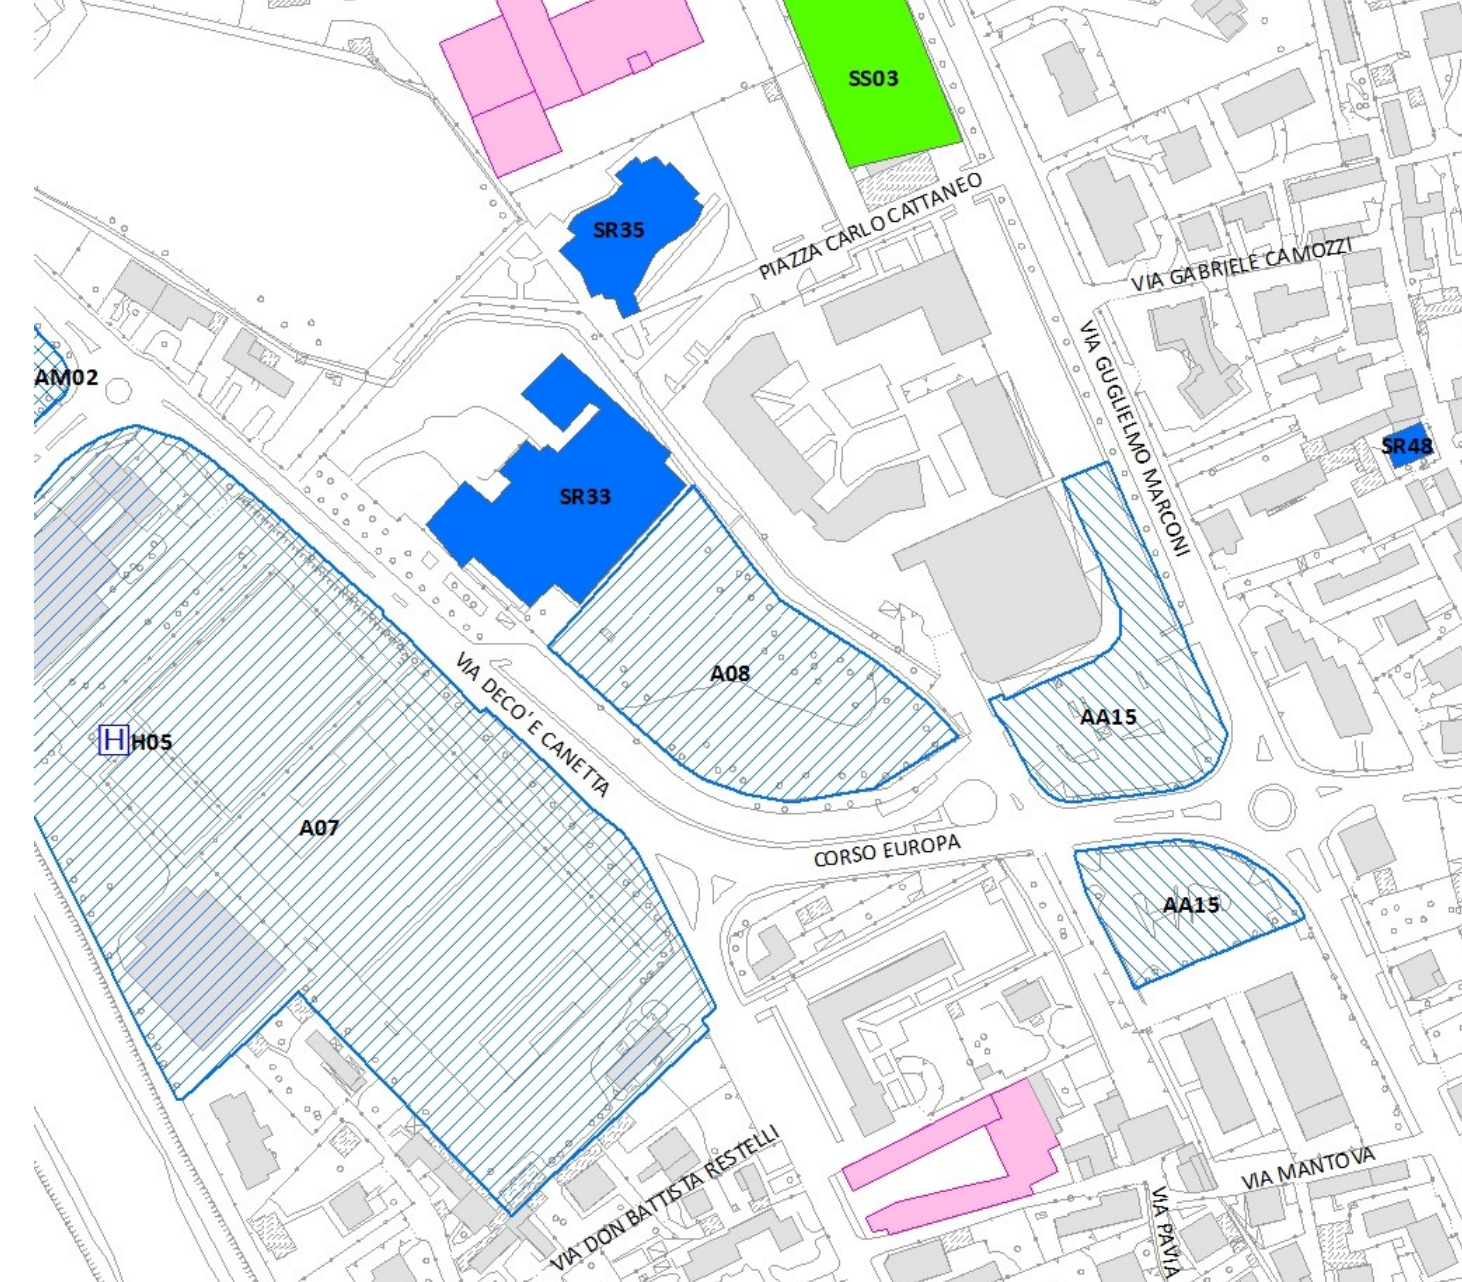 SS03
SR35
PIAZZA CARLO CATTANEO
VIA GABRIELE CAMOZZI
AM02
VIA GUGLIELMO MARCONI
SR48
SR33
A08
VIA DECO' E CANETTA
AA15
H H05
A07
CORSO EUROPA
AA15
VIA DON BATTISTA RESTELLI
VIA MANTOVA
VIA PAVIA